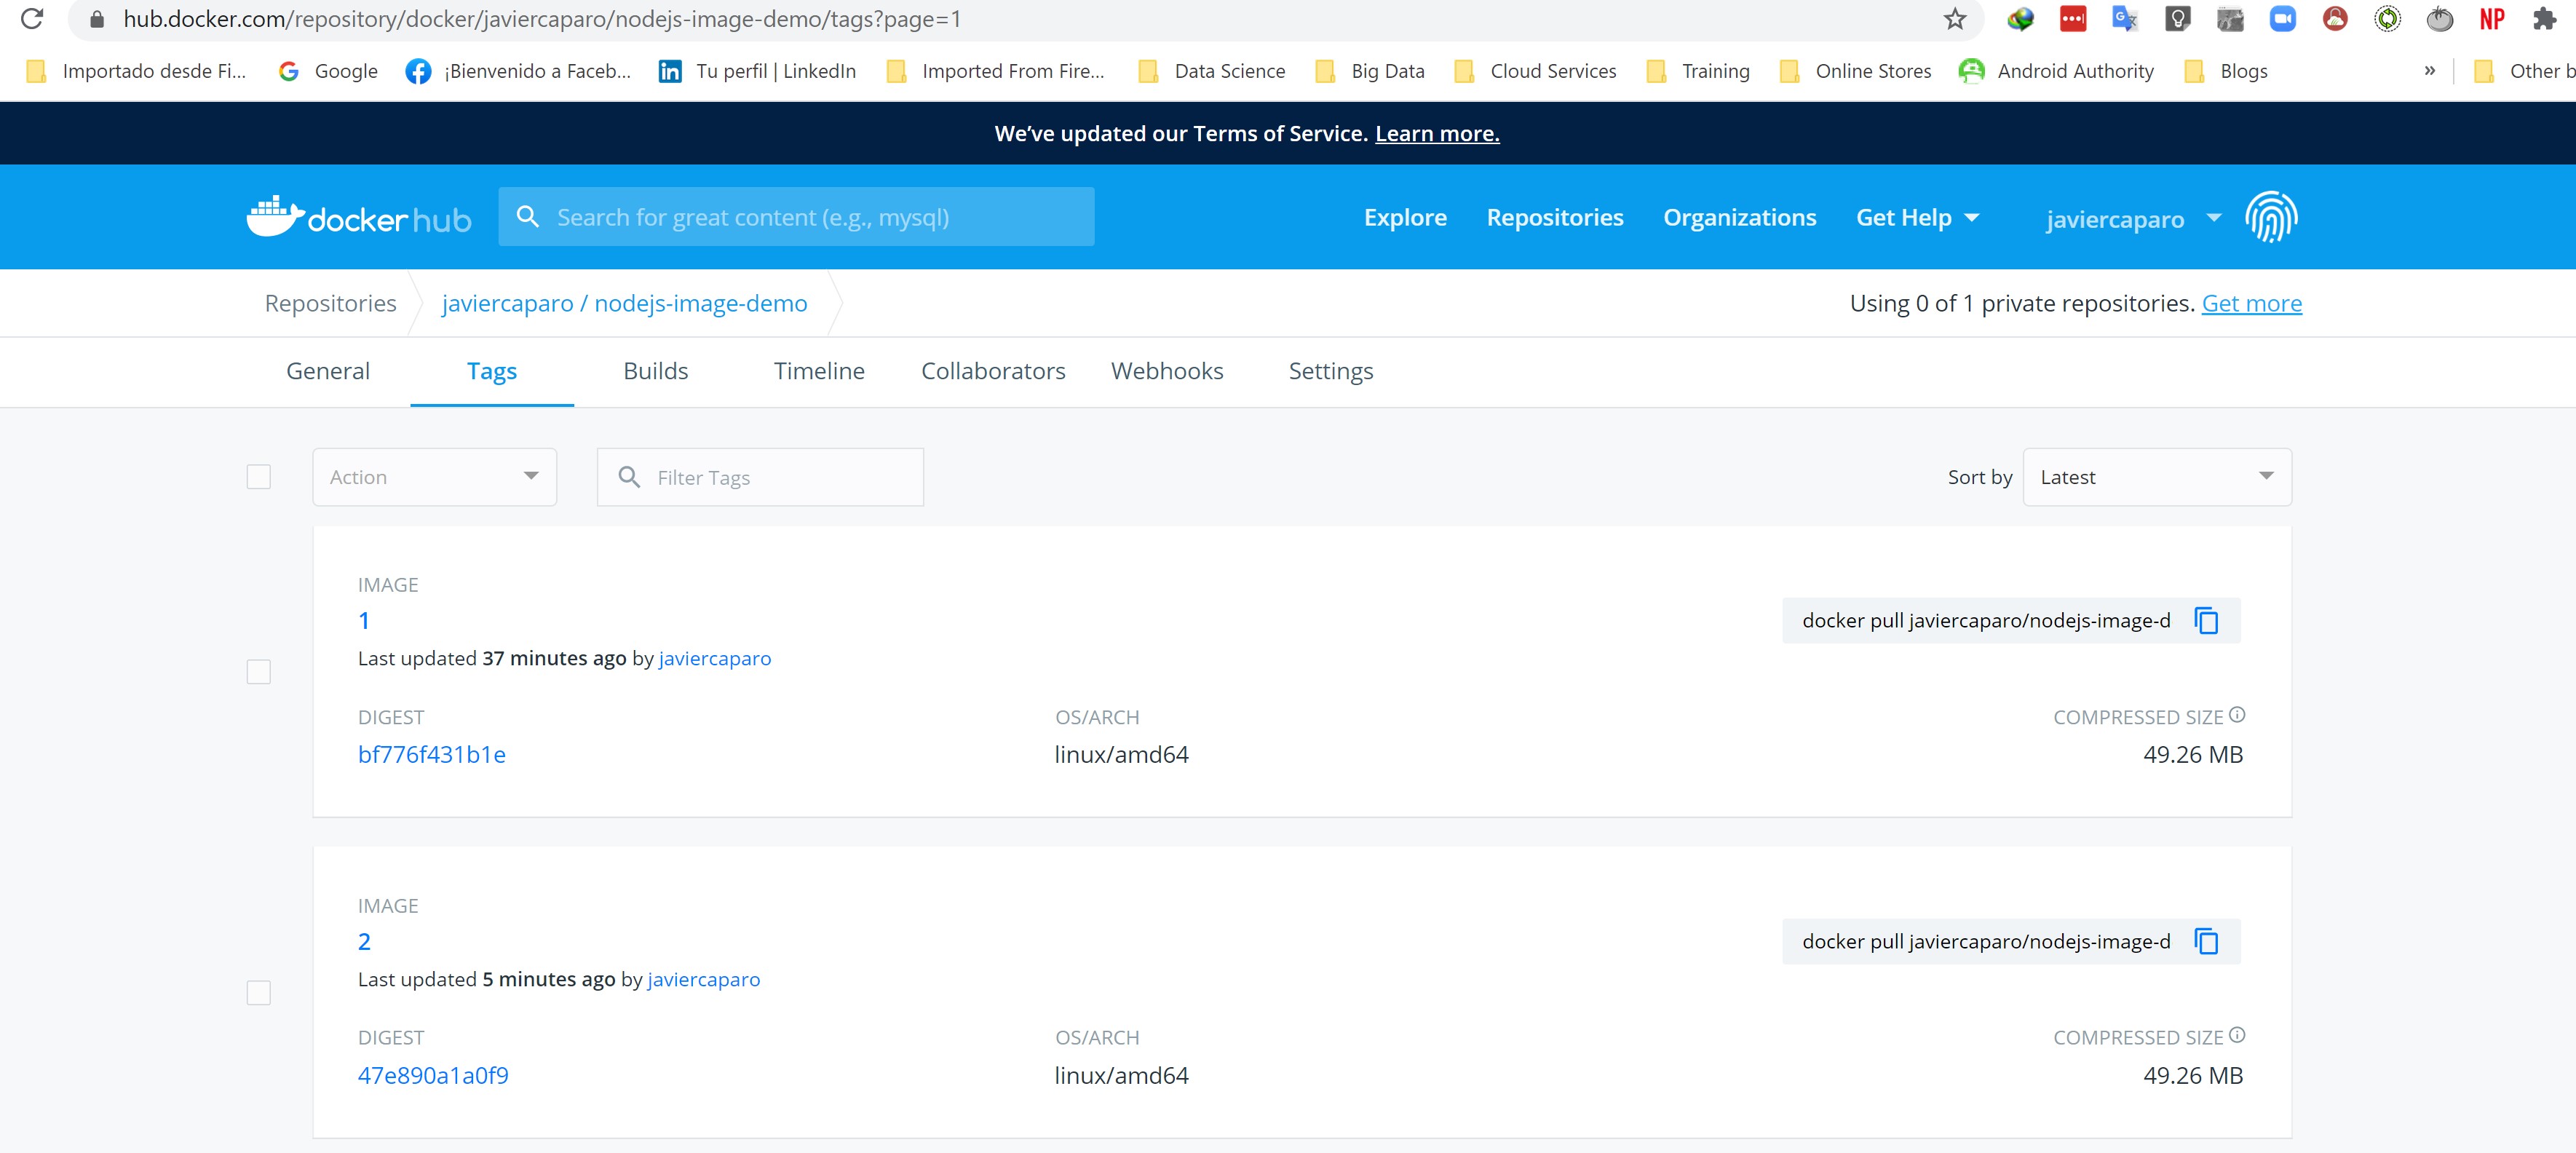 hub.docker.com/repository/docker/javiercaparo/nodejs-image-demo/tags?page=1
NP
Importado desde Fi... Google ¡Bienvenido a Faceb... Tu perfil | LinkedIn Imported From Fire... Data Science Big Data Cloud Services Training Online Stores Android Authority Blogs » Other b
We’ve updated our Terms of Service. Learn more.
docker hub Search for great content (e.g., mysql) Explore Repositories Organizations Get Help javiercaparo
Repositories javiercaparo / nodejs-image-demo Using 0 of 1 private repositories. Get more
General Tags Builds Timeline Collaborators Webhooks Settings
Action Filter Tags Sort by Latest
IMAGE
1 docker pull javiercaparo/nodejs-image-d
Last updated 37 minutes ago by javiercaparo
DIGEST OS/ARCH COMPRESSED SIZE
bf776f431b1e linux/amd64 49.26 MB
IMAGE
2 docker pull javiercaparo/nodejs-image-d
Last updated 5 minutes ago by javiercaparo
DIGEST OS/ARCH COMPRESSED SIZE
47e890a1a0f9 linux/amd64 49.26 MB